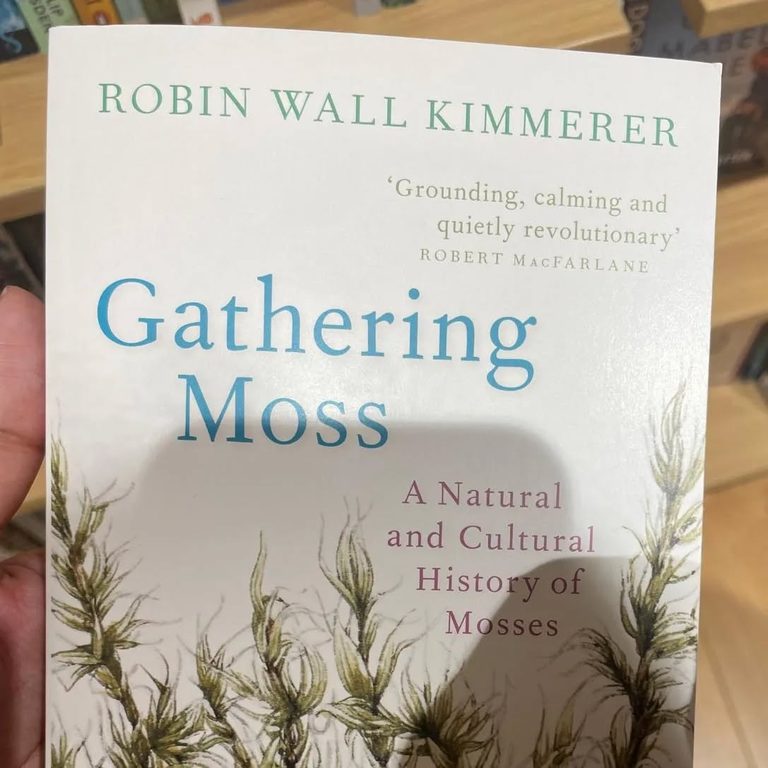 ROBIN WALL KIMMERER
‘Grounding, calming and
quietly revolutionary’
ROBERT MACFARLANE
Gathering
Moss
A Natural
and Cultural
History of
Mosses